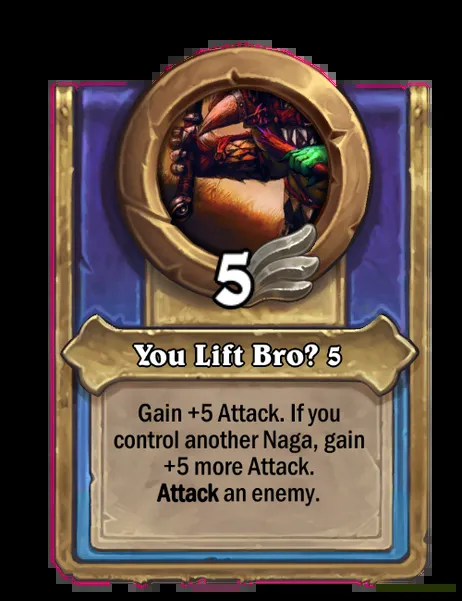 5
You Lift Bro? 5
Gain +5 Attack. If you
control another Naga, gain
+5 more Attack.
Attack an enemy.